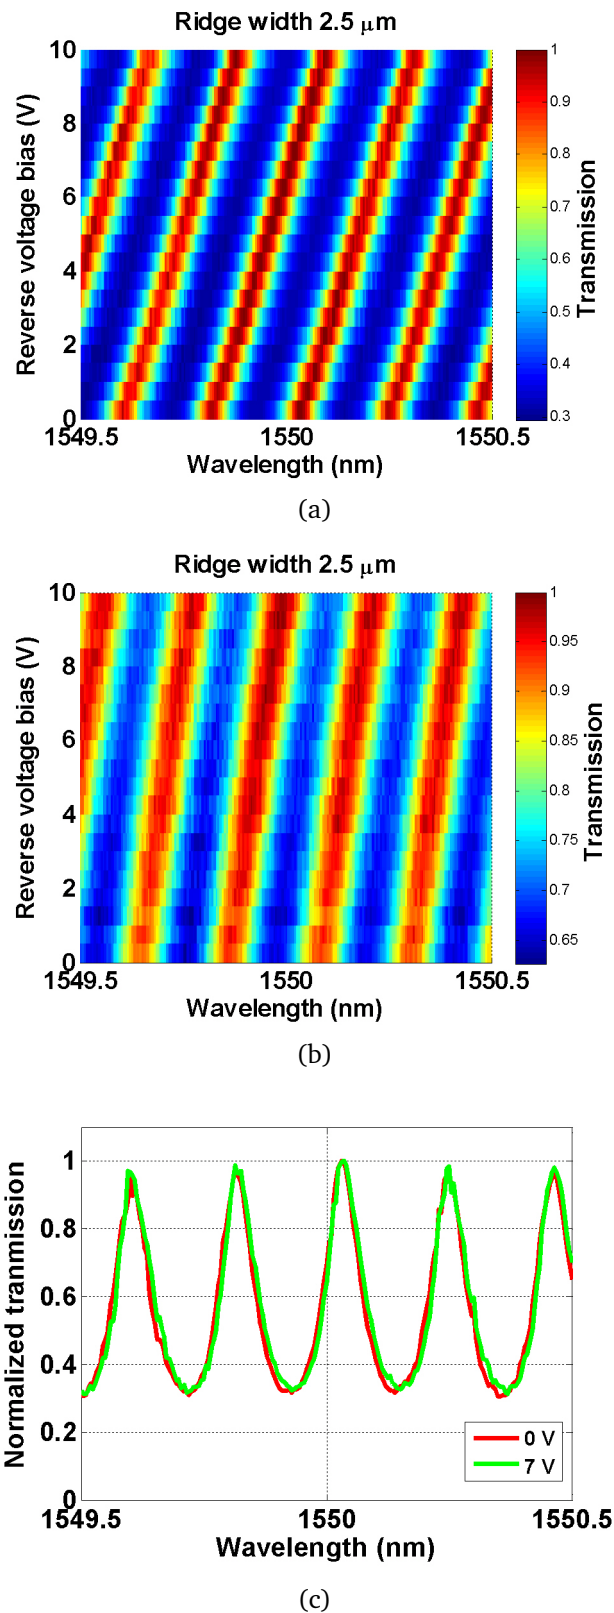 Ridge width 2.5 μm
10
8
6
4
2
0
Reverse voltage bias (V)
1549.5 1550 1550.5
Wavelength (nm)
1
0.9
0.8
0.7
0.6
0.5
0.4
0.3
Transmission
(a)
Ridge width 2.5 μm
10
8
6
4
2
0
Reverse voltage bias (V)
1549.5 1550 1550.5
Wavelength (nm)
1
0.95
0.9
0.85
0.8
0.75
0.7
0.65
Transmission
(b)
1
0.8
0.6
0.4
0.2
0
Normalized tranmission
0 V
7 V
1549.5 1550 1550.5
Wavelength (nm)
(c)